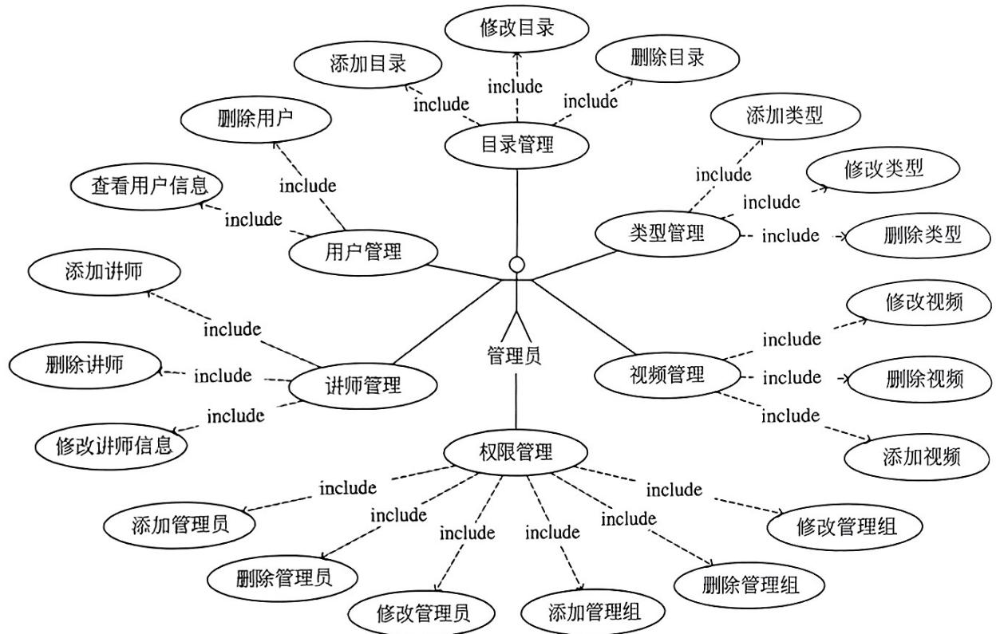 修改目录
添加目录
删除目录
include
include
include
删除用户
添加类型
目录管理
查看用户信息
include
include
修改类型
include
include
用户管理
类型管理
include
删除类型
添加讲师
修改视频
include
include
管理员
删除讲师
include
讲师管理
视频管理
include
删除视频
include
include
修改讲师信息
权限管理
添加视频
include
include
添加管理员
include
include
include
include
修改管理组
删除管理员
删除管理组
修改管理员
添加管理组